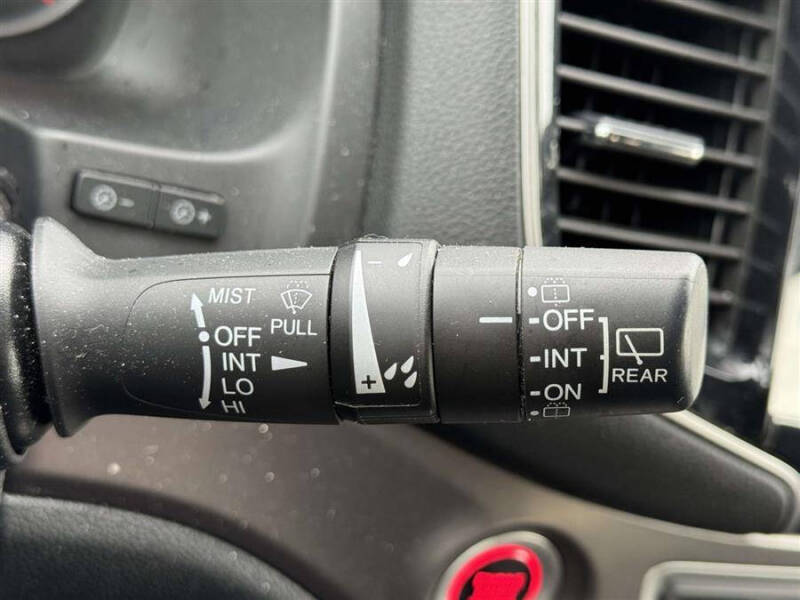 MIST
OFF
INT
LO
HI
PULL
-
+
OFF
INT
ON
REAR
- +